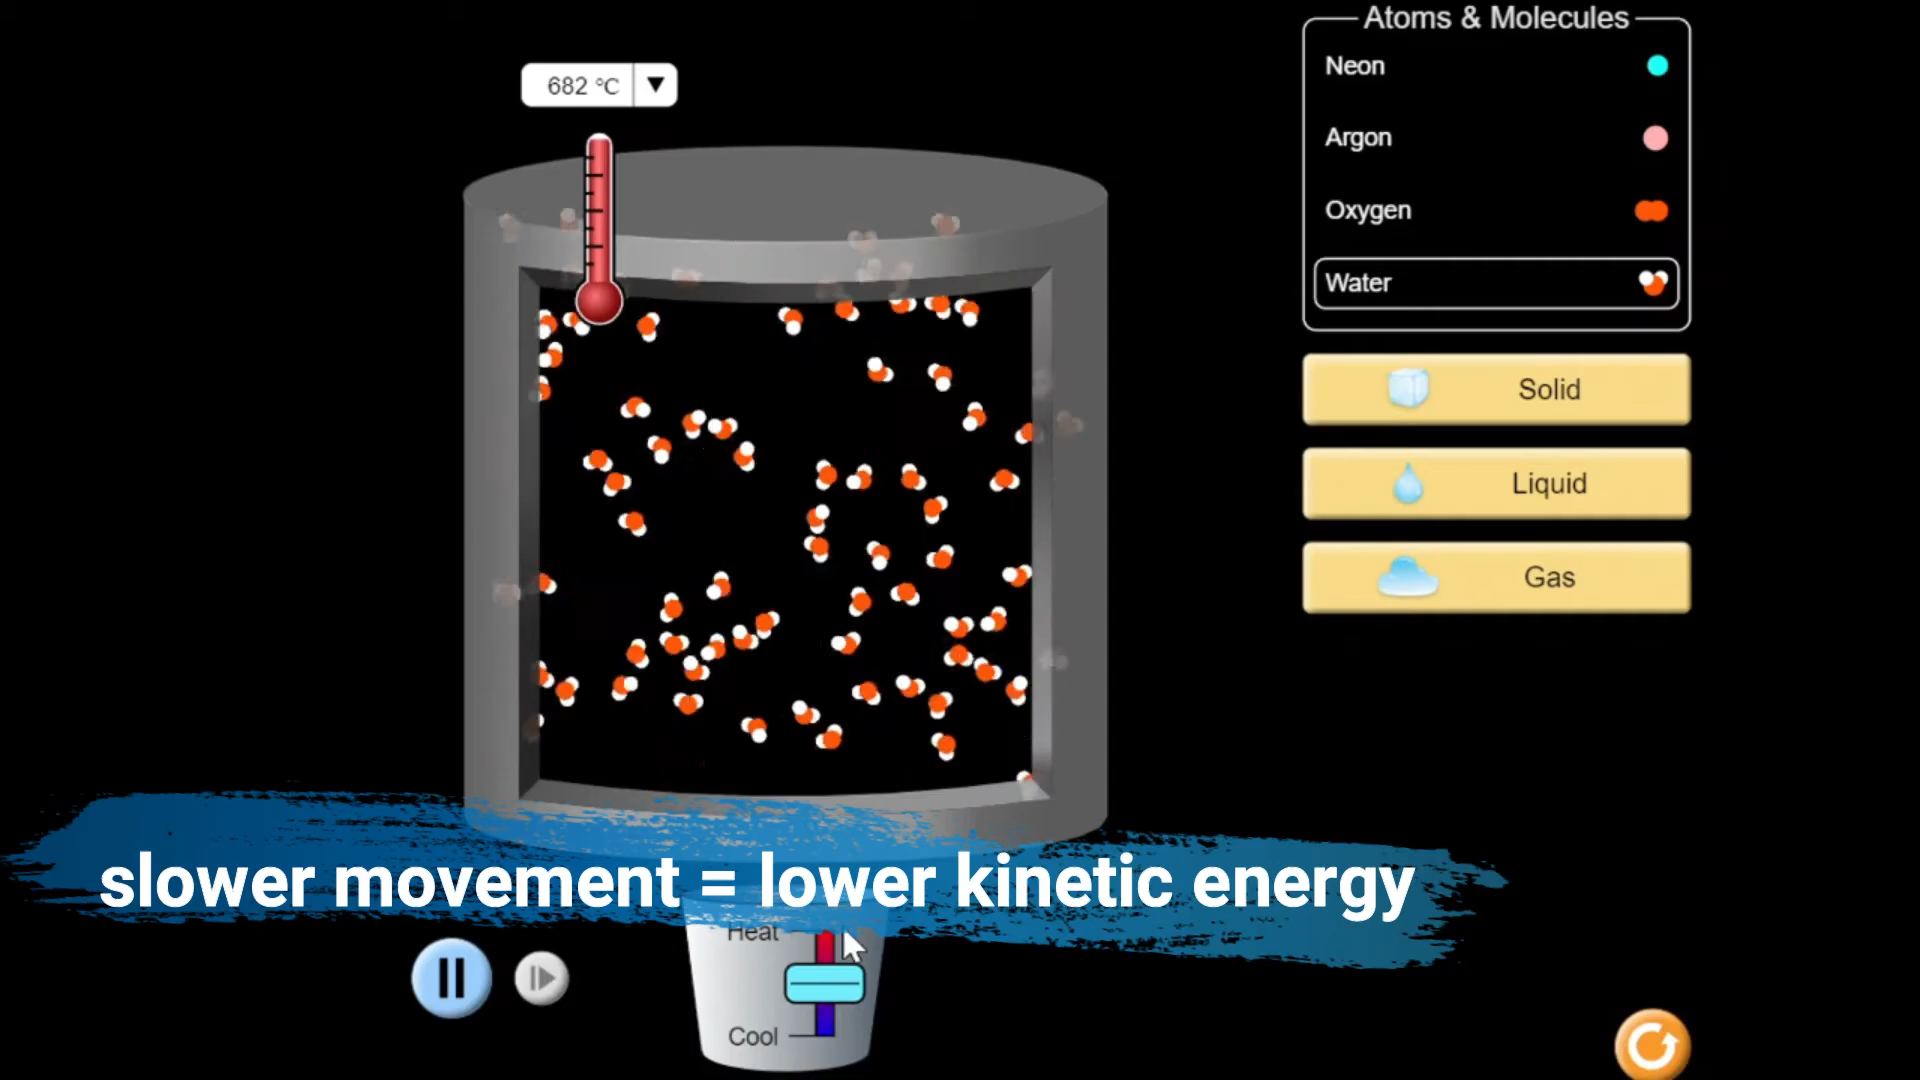 682 °C
Atoms & Molecules
Neon
Argon
Oxygen
Water
Solid
Liquid
Gas
slower movement = lower kinetic energy
Heat
Cool